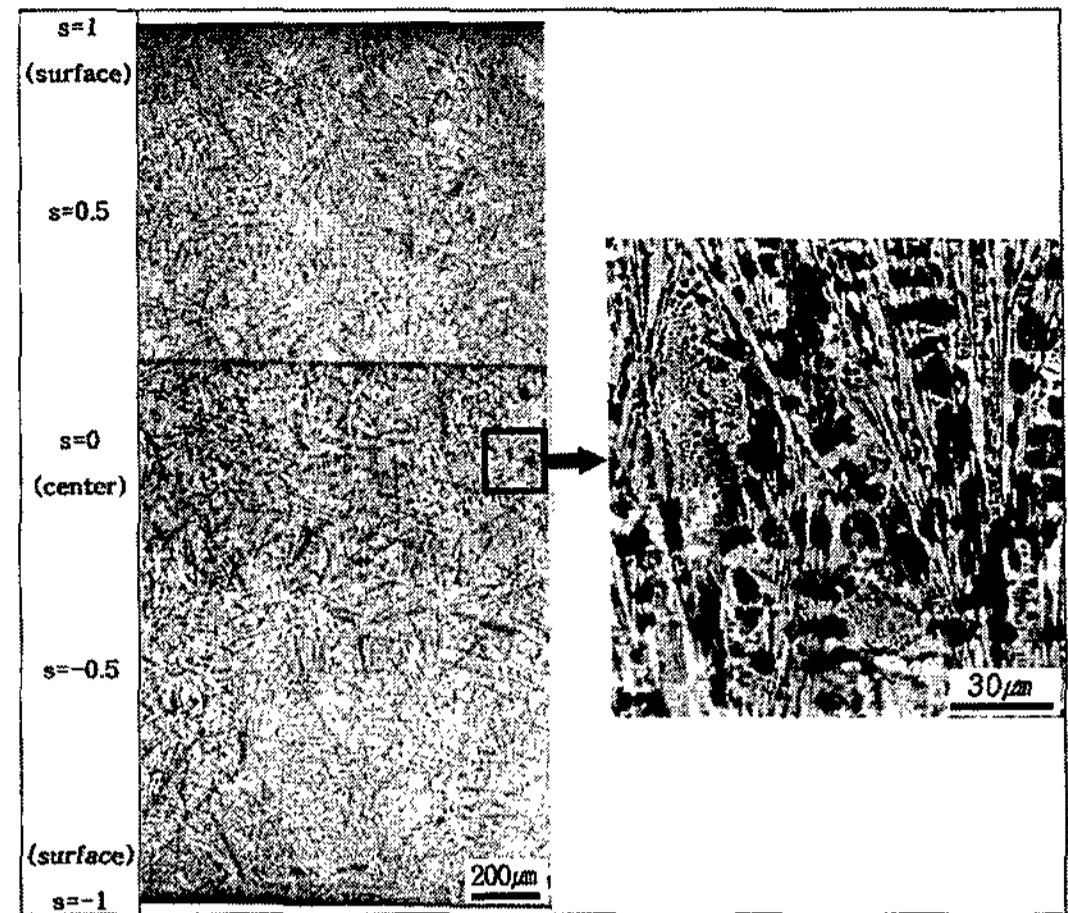 s=1
(surface)
s=0.5
s=0
(center)
s=-0.5
(surface)
s=-1
200μm
30μm